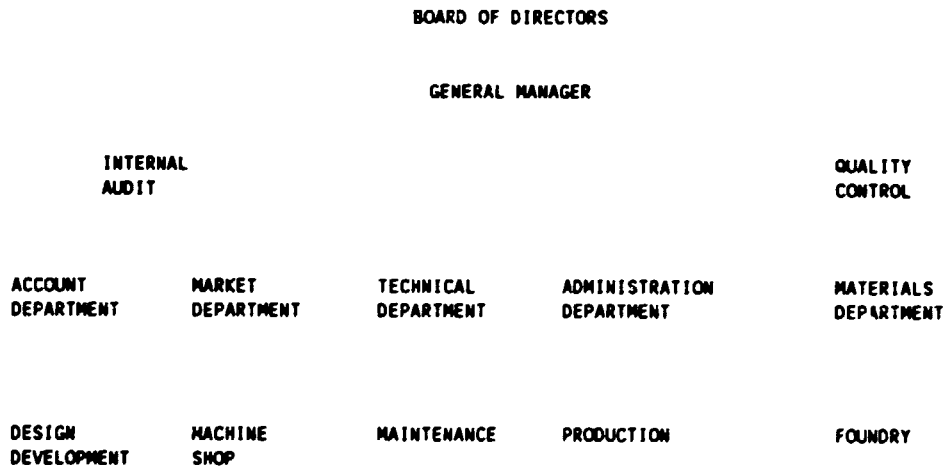 BOARD OF DIRECTORS
GENERAL MANAGER
INTERNAL
AUDIT
QUALITY
CONTROL
ACCOUNT
DEPARTMENT
MARKET
DEPARTMENT
TECHNICAL
DEPARTMENT
ADMINISTRATION
DEPARTMENT
MATERIALS
DEPARTMENT
DESIGN
DEVELOPMENT
MACHINE
SHOP
MAINTENANCE
PRODUCTION
FOUNDRY